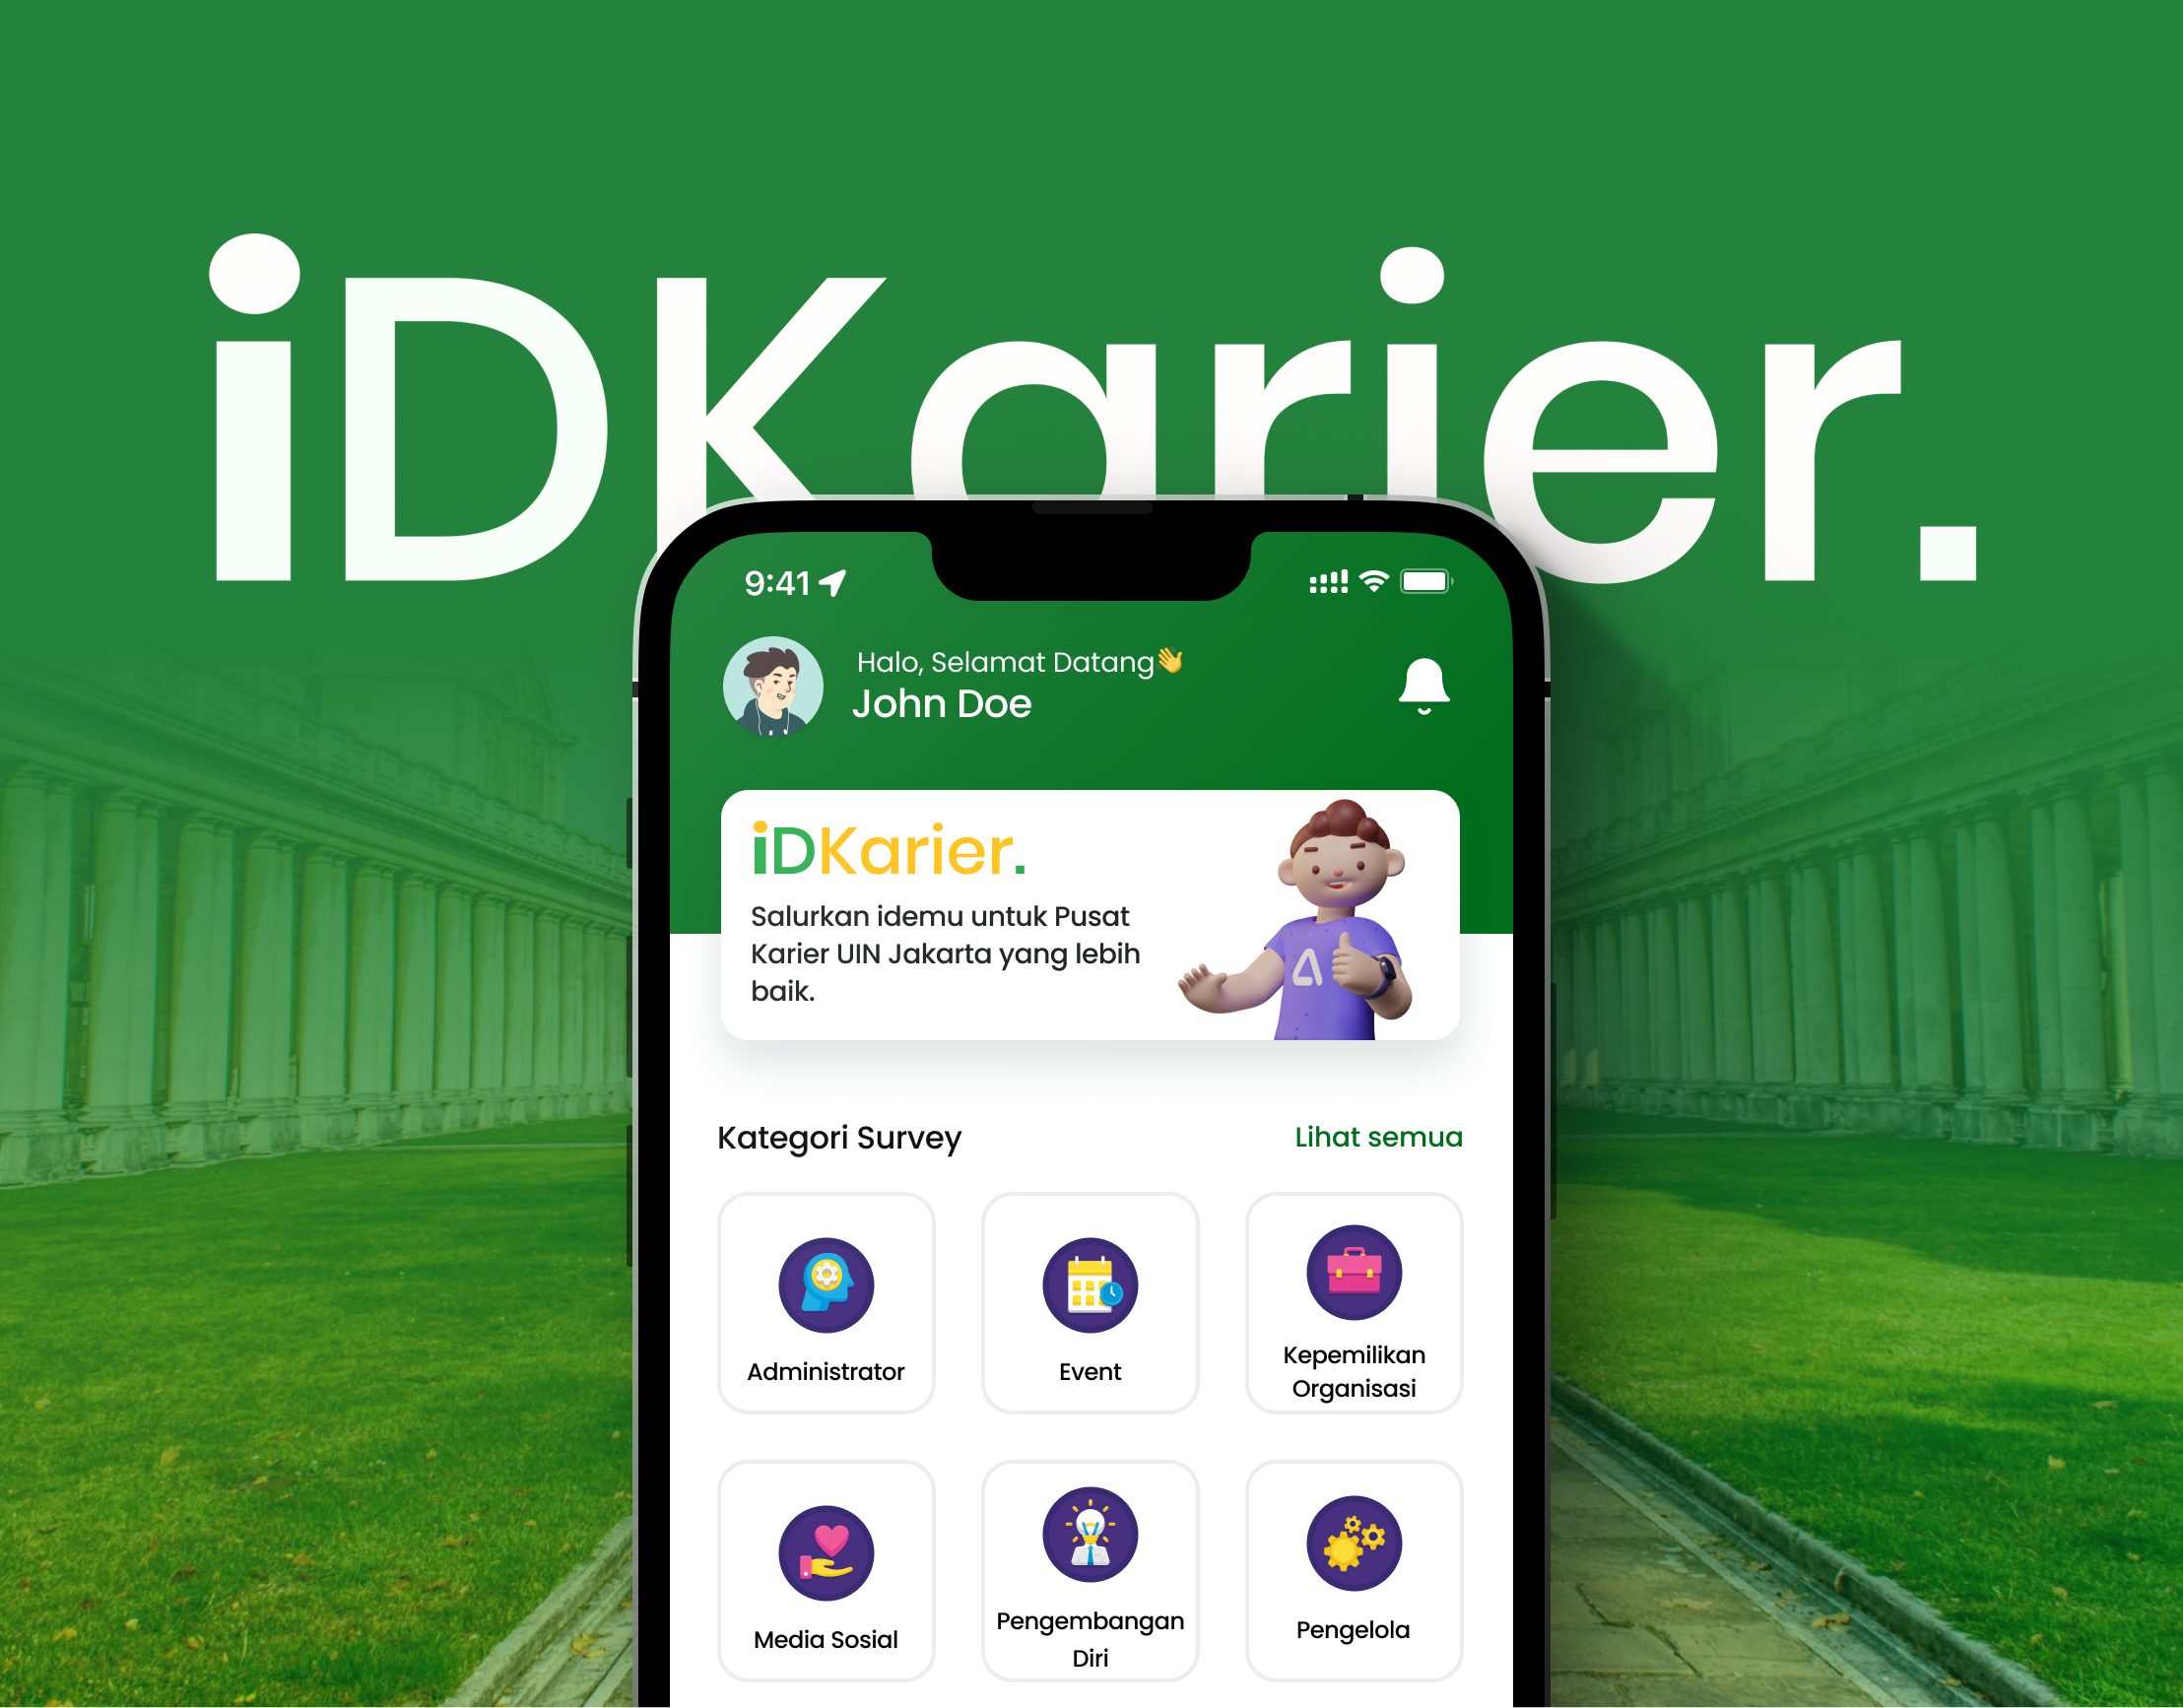 iDKarier.
9:41
Halo, Selamat Datang👋
John Doe
iDKarier.
Salurkan idemu untuk Pusat
Karier UIN Jakarta yang lebih
baik.
Kategori Survey
Lihat semua
Administrator
Event
Kepemilikan
Organisasi
Media Sosial
Pengembangan
Diri
Pengelola